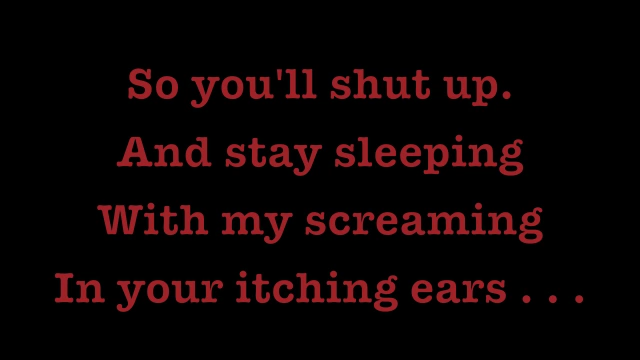 So you'll shut up.
And stay sleeping
With my screaming
In your itching ears . . .